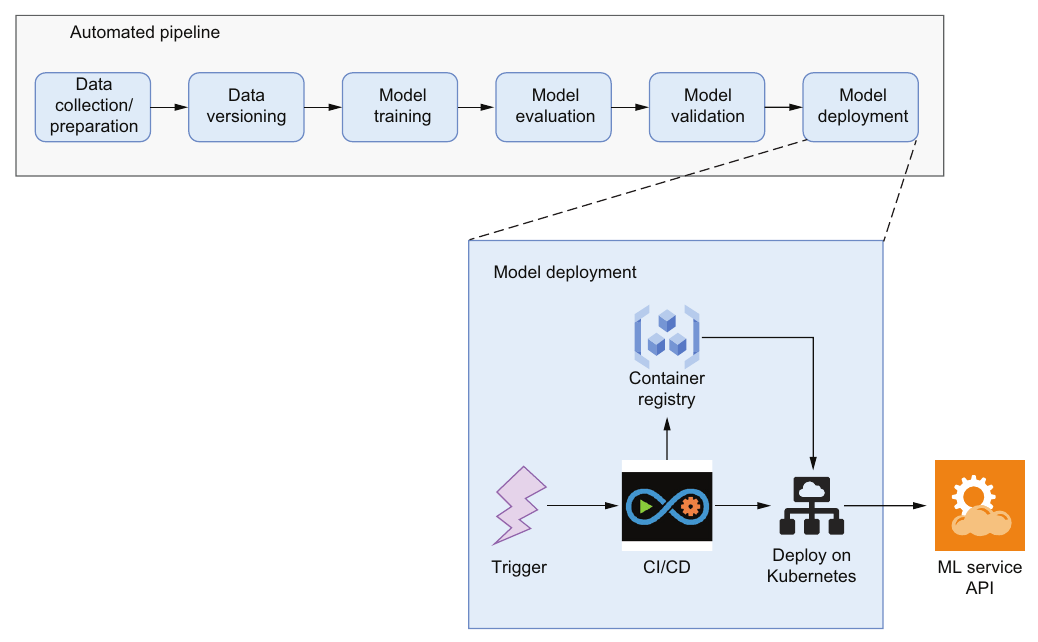 Automated pipeline
Data
collection/
preparation
Data
versioning
Model
training
Model
evaluation
Model
validation
Model
deployment
Model deployment
Container
registry
Trigger
CI/CD
Deploy on
Kubernetes
ML service
API